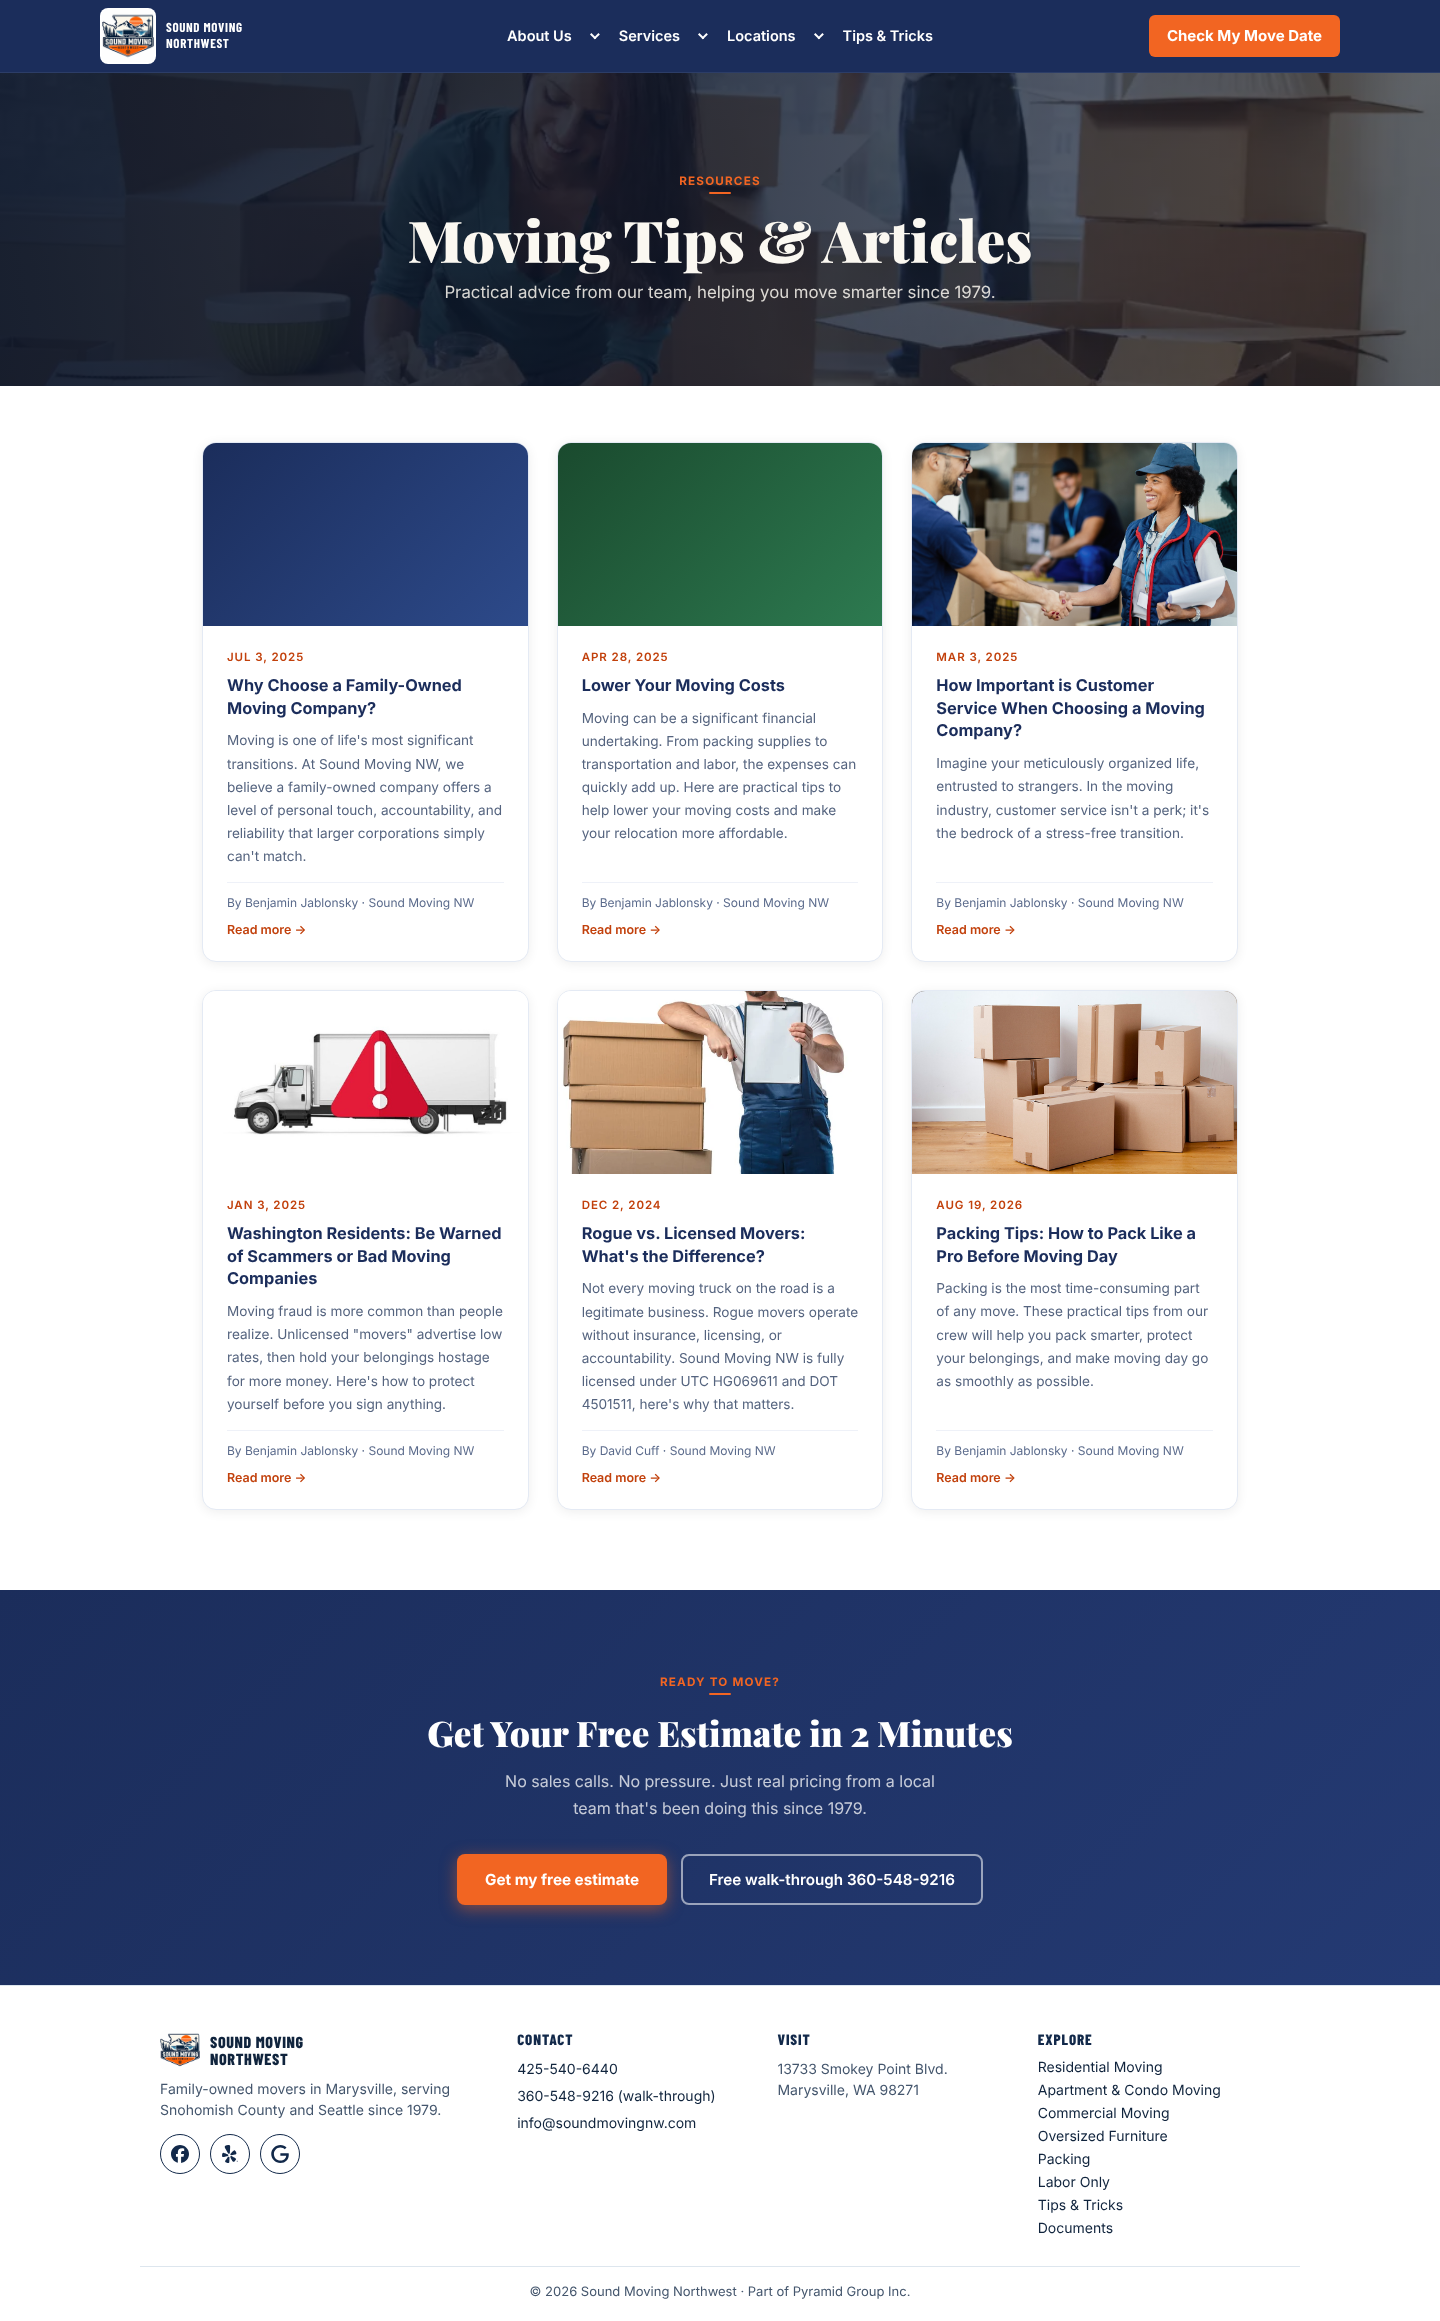 SOUND MOVING
NORTHWEST
About Us
Services
Locations
Tips & Tricks
Check My Move Date
RESOURCES
Moving Tips & Articles
Practical advice from our team, helping you move smarter since 1979.
JUL 3, 2025
Why Choose a Family-Owned
Moving Company?
Moving is one of life's most significant
transitions. At Sound Moving NW, we
believe a family-owned company offers a
level of personal touch, accountability, and
reliability that larger corporations simply
can't match.
By Benjamin Jablonsky · Sound Moving NW
Read more →
APR 28, 2025
Lower Your Moving Costs
Moving can be a significant financial
undertaking. From packing supplies to
transportation and labor, the expenses can
quickly add up. Here are practical tips to
help lower your moving costs and make
your relocation more affordable.
By Benjamin Jablonsky · Sound Moving NW
Read more →
MAR 3, 2025
How Important is Customer
Service When Choosing a Moving
Company?
Imagine your meticulously organized life,
entrusted to strangers. In the moving
industry, customer service isn't a perk; it's
the bedrock of a stress-free transition.
By Benjamin Jablonsky · Sound Moving NW
Read more →
JAN 3, 2025
Washington Residents: Be Warned
of Scammers or Bad Moving
Companies
Moving fraud is more common than people
realize. Unlicensed "movers" advertise low
rates, then hold your belongings hostage
for more money. Here's how to protect
yourself before you sign anything.
By Benjamin Jablonsky · Sound Moving NW
Read more →
DEC 2, 2024
Rogue vs. Licensed Movers:
What's the Difference?
Not every moving truck on the road is a
legitimate business. Rogue movers operate
without insurance, licensing, or
accountability. Sound Moving NW is fully
licensed under UTC HG069611 and DOT
4501511, here's why that matters.
By David Cuff · Sound Moving NW
Read more →
AUG 19, 2026
Packing Tips: How to Pack Like a
Pro Before Moving Day
Packing is the most time-consuming part
of any move. These practical tips from our
crew will help you pack smarter, protect
your belongings, and make moving day go
as smoothly as possible.
By Benjamin Jablonsky · Sound Moving NW
Read more →
READY TO MOVE?
Get Your Free Estimate in 2 Minutes
No sales calls. No pressure. Just real pricing from a local
team that's been doing this since 1979.
Get my free estimate
Free walk-through 360-548-9216
SOUND MOVING
NORTHWEST
Family-owned movers in Marysville, serving
Snohomish County and Seattle since 1979.
CONTACT
425-540-6440
360-548-9216 (walk-through)
info@soundmovingnw.com
VISIT
13733 Smokey Point Blvd.
Marysville, WA 98271
EXPLORE
Residential Moving
Apartment & Condo Moving
Commercial Moving
Oversized Furniture
Packing
Labor Only
Tips & Tricks
Documents
© 2026 Sound Moving Northwest · Part of Pyramid Group Inc.